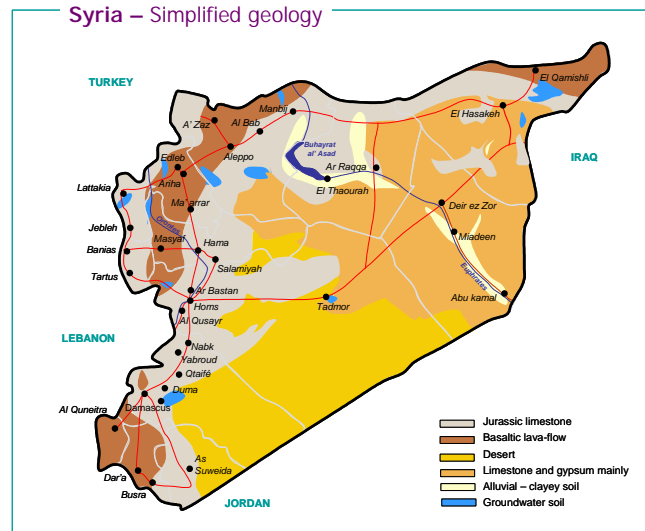 Syria – Simplified geology
TURKEY
El Qamishli
Manbij
A' Zaz
Al Bab
El Hasakeh
Buhayrat
al' Asad
Edleb
Aleppo
IRAQ
Ariha
Ar Raqqa
Lattakia
El Thaourah
Ma' arrar
Deir ez Zor
Jebleh
Orontes
Miadeen
Masyaf
Hama
Banias
Salamiyah
Euphrates
Tartus
Ar Bastan
Abu kamal
Homs
Tadmor
Al Qusayr
LEBANON
Nabk
Yabroud
Qtaifé
Duma
Al Quneitra
Damascus
As
Suweida
Dar'a
Busra
JORDAN
Jurassic limestone
Basaltic lava-flow
Desert
Limestone and gypsum mainly
Alluvial – clayey soil
Groundwater soil